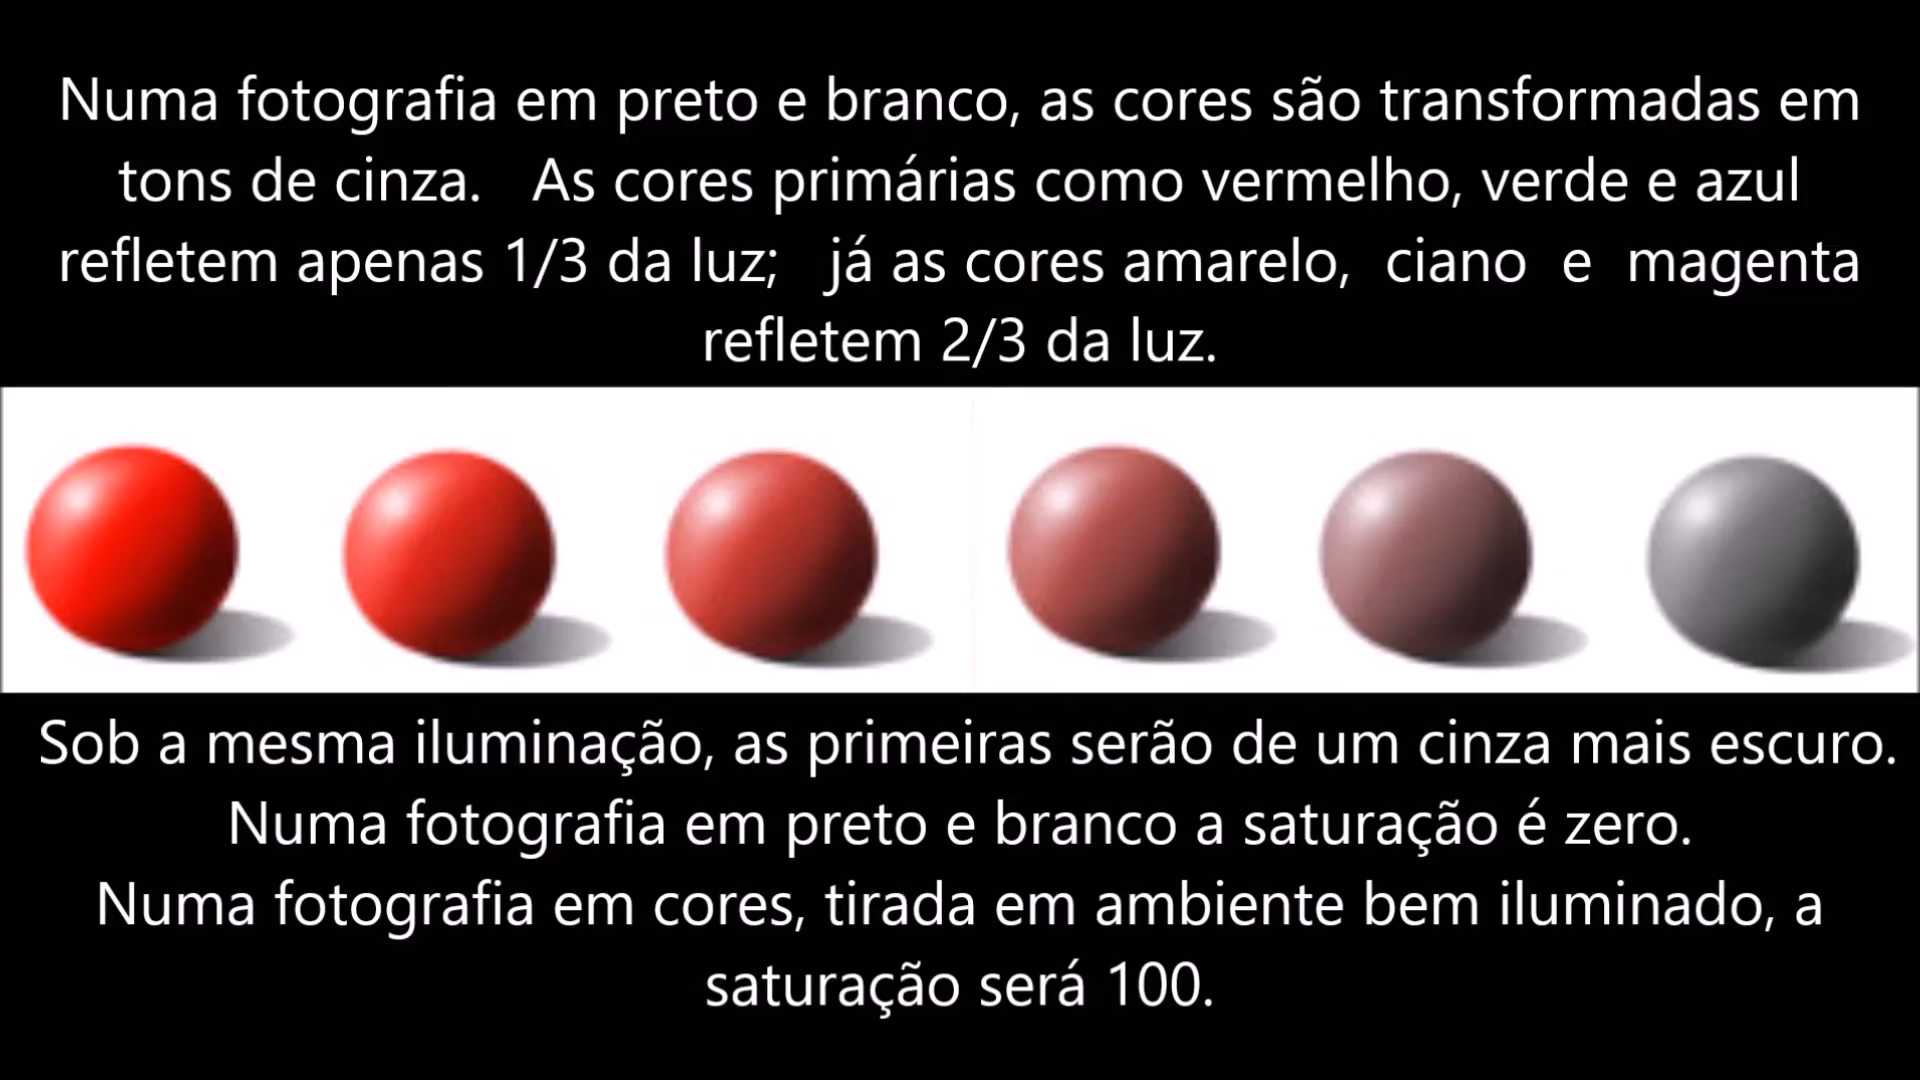 Numa fotografia em preto e branco, as cores são transformadas em
tons de cinza. As cores primárias como vermelho, verde e azul
refletem apenas 1/3 da luz; já as cores amarelo, ciano e magenta
refletem 2/3 da luz.
Sob a mesma iluminação, as primeiras serão de um cinza mais escuro.
Numa fotografia em preto e branco a saturação é zero.
Numa fotografia em cores, tirada em ambiente bem iluminado, a
saturação será 100.